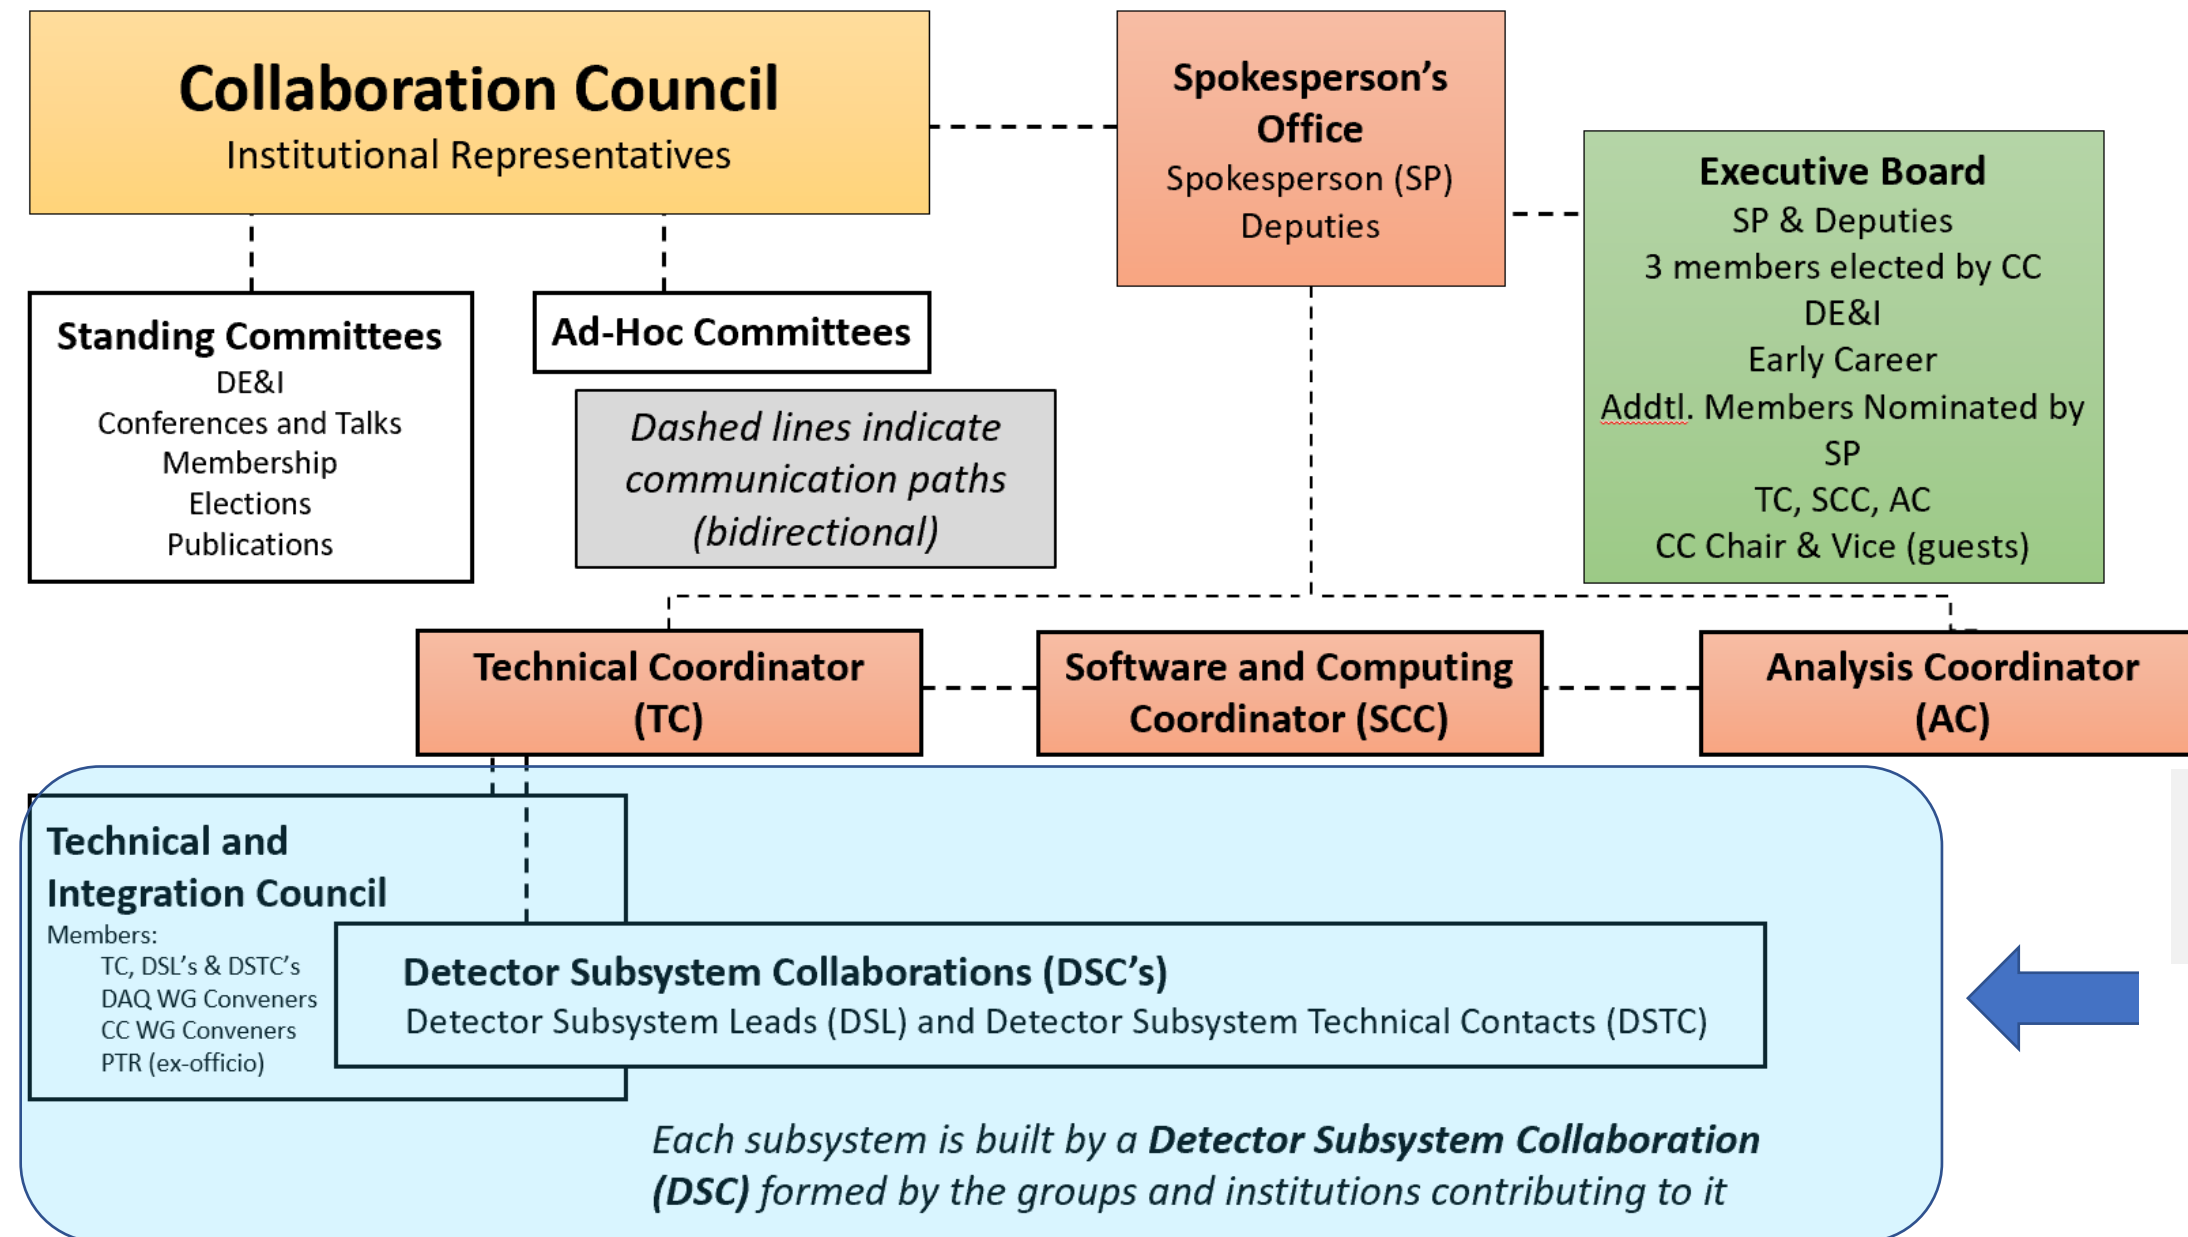 Collaboration Council
Institutional Representatives
Spokesperson’s
Office
Spokesperson (SP)
Deputies
Executive Board
SP & Deputies
3 members elected by CC
DE&I
Early Career
Addtl. Members Nominated by
SP
TC, SCC, AC
CC Chair & Vice (guests)
Standing Committees
DE&I
Conferences and Talks
Membership
Elections
Publications
Ad-Hoc Committees
Dashed lines indicate
communication paths
(bidirectional)
Technical Coordinator
(TC)
Software and Computing
Coordinator (SCC)
Analysis Coordinator
(AC)
Technical and
Integration Council
Members:
TC, DSL’s & DSTC’s
DAQ WG Conveners
CC WG Conveners
PTR (ex-officio)
Detector Subsystem Collaborations (DSC’s)
Detector Subsystem Leads (DSL) and Detector Subsystem Technical Contacts (DSTC)
Each subsystem is built by a Detector Subsystem Collaboration
(DSC) formed by the groups and institutions contributing to it